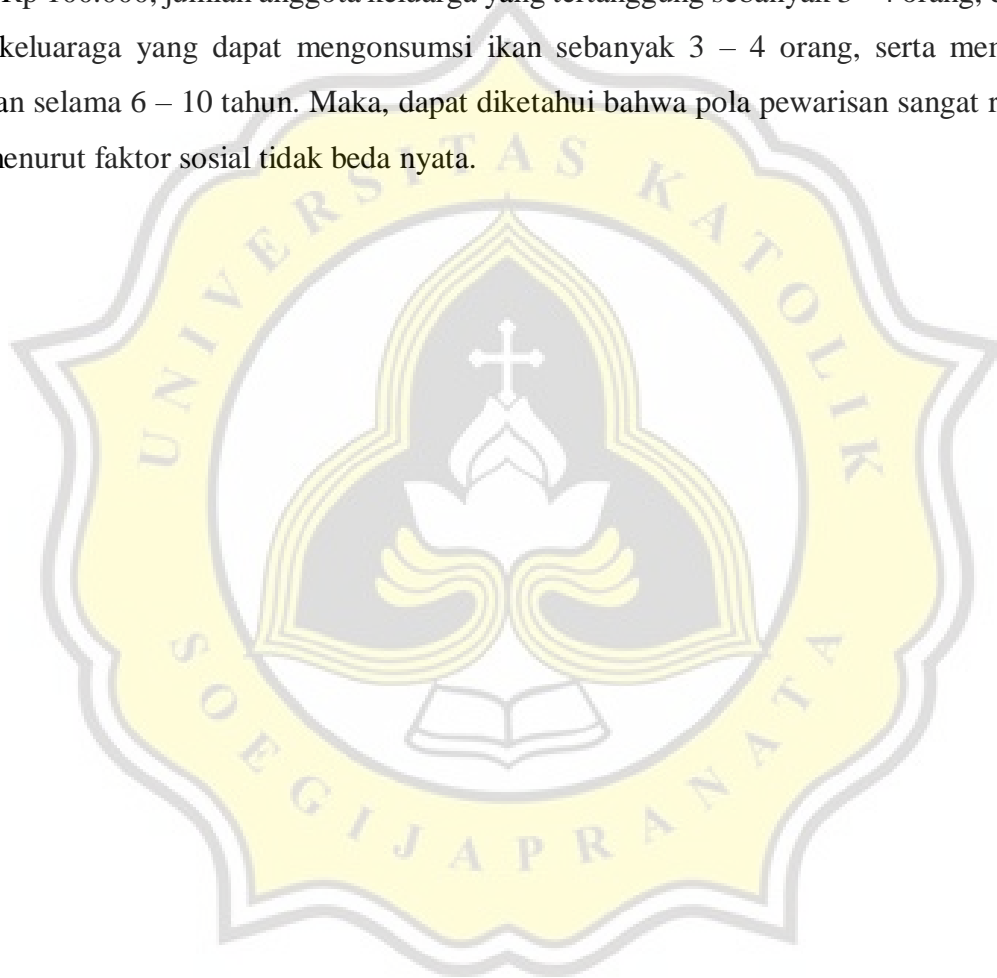 Rp 100.000, jumlah anggota keluarga yang tertanggung sebanyak 3 – 4 orang,
keluaraga yang dapat mengonsumsi ikan sebanyak 3 – 4 orang, serta
selama 6 – 10 tahun. Maka, dapat diketahui bahwa pola pewarisan sangat
menurut faktor sosial tidak beda nyata.
UNIVERSITAS KATOLIK
SOEGIJAPRANATA